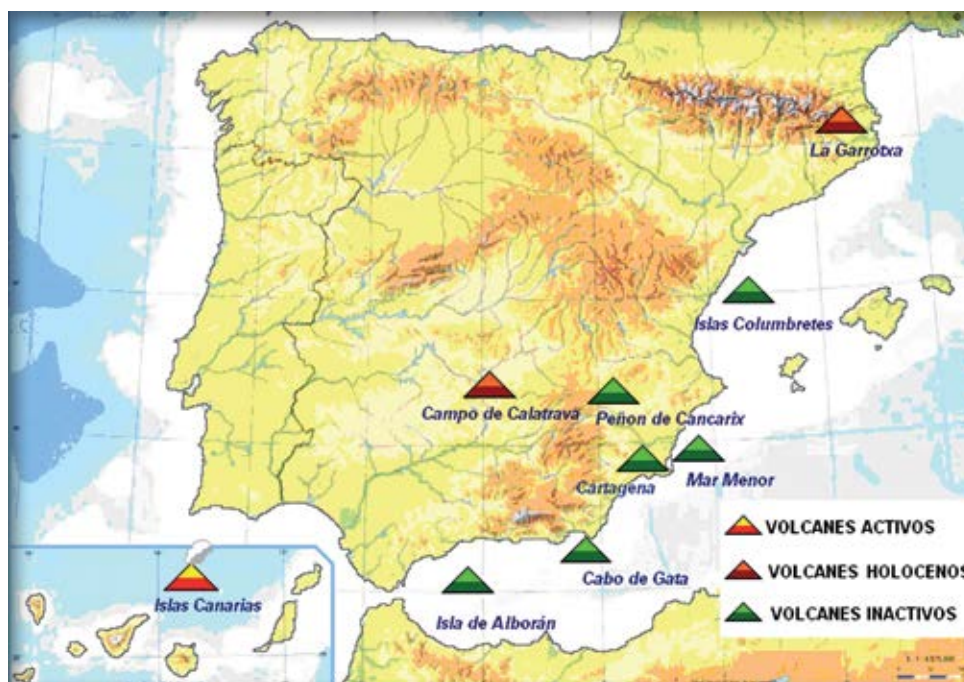 La Garrotxa
Islas Columbretes
Campo de Calatrava
Peñon de Cancarix
Cartagena
Mar Menor
Cabo de Gata
Isla de Alborán
Islas Canarias
VOLCANES ACTIVOS
VOLCANES HOLOCENOS
VOLCANES INACTIVOS